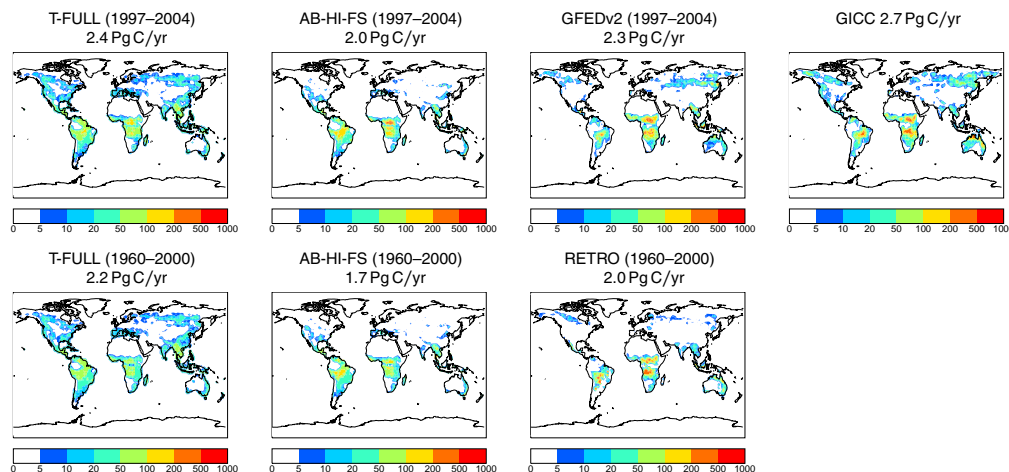 T-FULL (1997–2004)
2.4 Pg C/yr
AB-HI-FS (1997–2004)
2.0 Pg C/yr
GFEDv2 (1997–2004)
2.3 Pg C/yr
GICC 2.7 Pg C/yr
0 5 10 20 50 100 200 500 1000
0 5 10 20 50 100 200 500 1000
0 5 10 20 50 100 200 500 1000
0 5 10 20 50 100 200 500 100
T-FULL (1960–2000)
2.2 Pg C/yr
AB-HI-FS (1960–2000)
1.7 Pg C/yr
RETRO (1960–2000)
2.0 Pg C/yr
0 5 10 20 50 100 200 500 1000
0 5 10 20 50 100 200 500 1000
0 5 10 20 50 100 200 500 1000